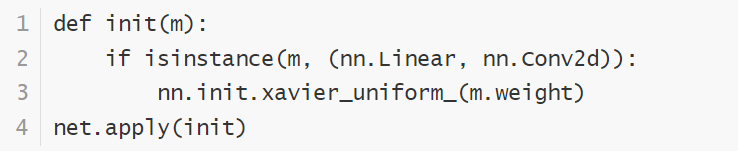 1 def init(m):
2     if isinstance(m, (nn.Linear, nn.Conv2d)):
3         nn.init.xavier_uniform_(m.weight)
4 net.apply(init)